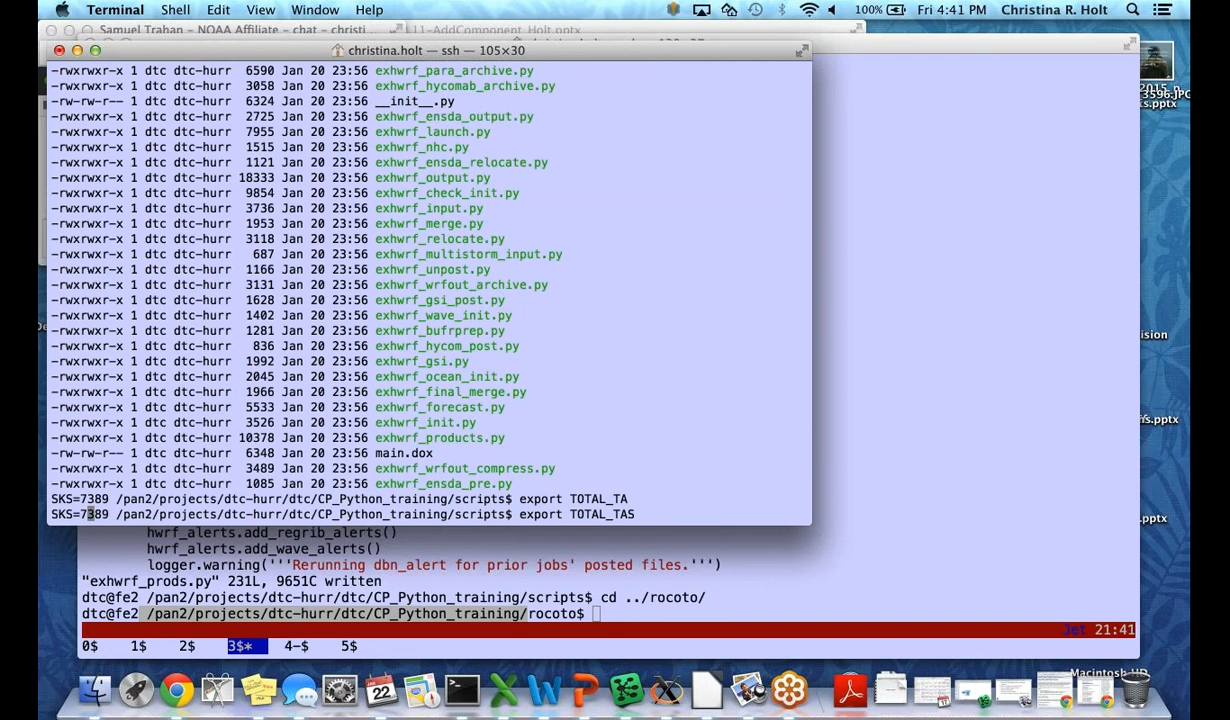 Terminal Shell Edit View Window Help 100% Fri 4:41 PM Christina R. Holt
Samuel Trahan – NOAA Affiliate – chat – christi... 11-AddComponent_Holt.pptx
christina.holt — ssh — 105×30
-rwxrwxr-x 1 dtc dtc-hurr 6590 Jan 20 23:56 exhwrf_para_archive.py
-rwxrwxr-x 1 dtc dtc-hurr 3058 Jan 20 23:56 exhwrf_hycomab_archive.py
-rw-rw-r-- 1 dtc dtc-hurr 6324 Jan 20 23:56 __init__.py
-rwxrwxr-x 1 dtc dtc-hurr 2725 Jan 20 23:56 exhwrf_ensda_output.py
-rwxrwxr-x 1 dtc dtc-hurr 7955 Jan 20 23:56 exhwrf_launch.py
-rwxrwxr-x 1 dtc dtc-hurr 1515 Jan 20 23:56 exhwrf_nhc.py
-rwxrwxr-x 1 dtc dtc-hurr 1121 Jan 20 23:56 exhwrf_ensda_relocate.py
-rwxrwxr-x 1 dtc dtc-hurr 18333 Jan 20 23:56 exhwrf_output.py
-rwxrwxr-x 1 dtc dtc-hurr 9854 Jan 20 23:56 exhwrf_check_init.py
-rwxrwxr-x 1 dtc dtc-hurr 3736 Jan 20 23:56 exhwrf_input.py
-rwxrwxr-x 1 dtc dtc-hurr 1953 Jan 20 23:56 exhwrf_merge.py
-rwxrwxr-x 1 dtc dtc-hurr 3118 Jan 20 23:56 exhwrf_relocate.py
-rwxrwxr-x 1 dtc dtc-hurr 687 Jan 20 23:56 exhwrf_multistorm_input.py
-rwxrwxr-x 1 dtc dtc-hurr 1166 Jan 20 23:56 exhwrf_unpost.py
-rwxrwxr-x 1 dtc dtc-hurr 3131 Jan 20 23:56 exhwrf_wrfout_archive.py
-rwxrwxr-x 1 dtc dtc-hurr 1628 Jan 20 23:56 exhwrf_gsi_post.py
-rwxrwxr-x 1 dtc dtc-hurr 1402 Jan 20 23:56 exhwrf_wave_init.py
-rwxrwxr-x 1 dtc dtc-hurr 1281 Jan 20 23:56 exhwrf_bufrprep.py
-rwxrwxr-x 1 dtc dtc-hurr 836 Jan 20 23:56 exhwrf_hycom_post.py
-rwxrwxr-x 1 dtc dtc-hurr 1992 Jan 20 23:56 exhwrf_gsi.py
-rwxrwxr-x 1 dtc dtc-hurr 2045 Jan 20 23:56 exhwrf_ocean_init.py
-rwxrwxr-x 1 dtc dtc-hurr 1966 Jan 20 23:56 exhwrf_final_merge.py
-rwxrwxr-x 1 dtc dtc-hurr 5533 Jan 20 23:56 exhwrf_forecast.py
-rwxrwxr-x 1 dtc dtc-hurr 3526 Jan 20 23:56 exhwrf_init.py
-rwxrwxr-x 1 dtc dtc-hurr 10378 Jan 20 23:56 exhwrf_products.py
-rw-rw-r-- 1 dtc dtc-hurr 6348 Jan 20 23:56 main.dox
-rwxrwxr-x 1 dtc dtc-hurr 3489 Jan 20 23:56 exhwrf_wrfout_compress.py
-rwxrwxr-x 1 dtc dtc-hurr 1085 Jan 20 23:56 exhwrf_ensda_pre.py
SKS=7389 /pan2/projects/dtc-hurr/dtc/CP_Python_training/scripts$ export TOTAL_TA
SKS=7389 /pan2/projects/dtc-hurr/dtc/CP_Python_training/scripts$ export TOTAL_TAS
hwrf_alerts.add_regrib_alerts()
hwrf_alerts.add_wave_alerts()
logger.warning('''Rerunning dbn_alert for prior jobs' posted files.''')
"exhwrf_prods.py" 231L, 9651C written
dtc@fe2 /pan2/projects/dtc-hurr/dtc/CP_Python_training/scripts$ cd ../rocoto/
dtc@fe2 /pan2/projects/dtc-hurr/dtc/CP_Python_training/rocoto$
Jet 21:41
0$ 1$ 2$ 3$* 4-$ 5$
3596.JPG
ks.pptx
ision
ns.pptx
.pptx
Macintosh HD
22